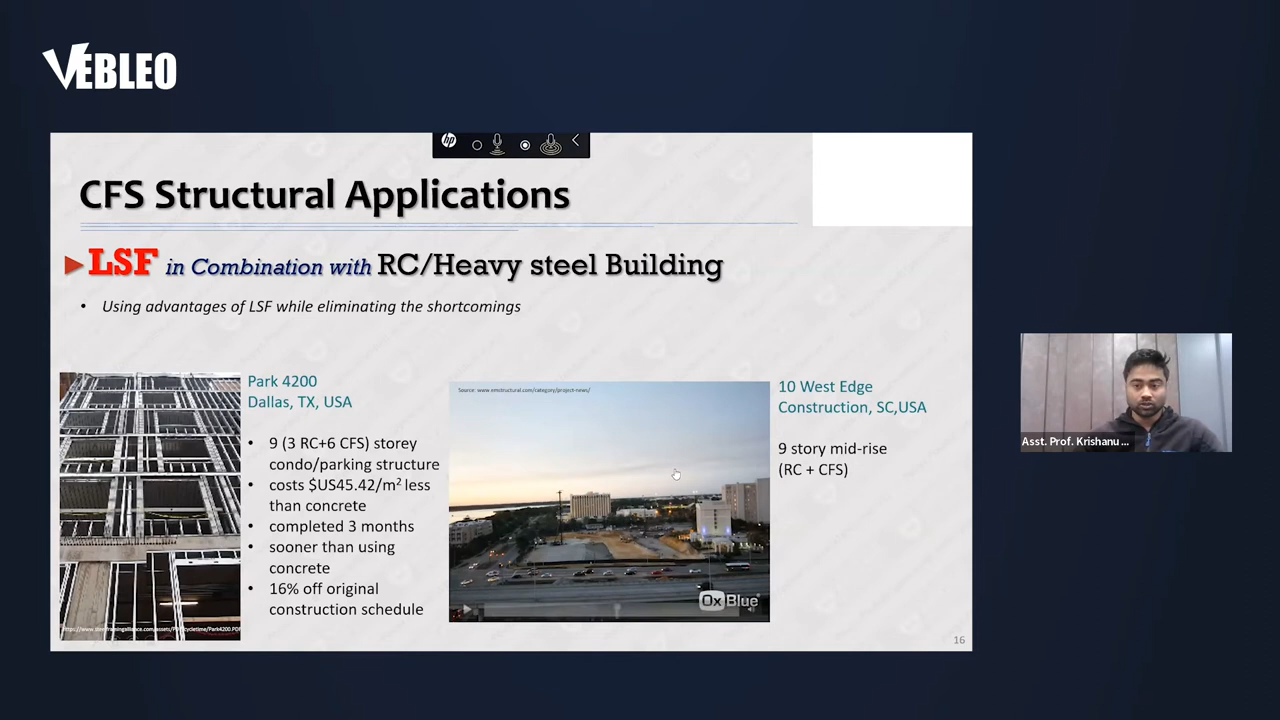 VEBLEO
hp
CFS Structural Applications
LSF in Combination with RC/Heavy steel Building
• Using advantages of LSF while eliminating the shortcomings
Park 4200
Dallas, TX, USA
• 9 (3 RC+6 CFS) storey
condo/parking structure
• costs $US45.42/m² less
than concrete
• completed 3 months
• sooner than using
concrete
• 16% off original
construction schedule
Source: www.emstructural.com/category/project-news/
OxBlue
10 West Edge
Construction, SC,USA
9 story mid-rise
(RC + CFS)
16
Asst. Prof. Krishanu ...